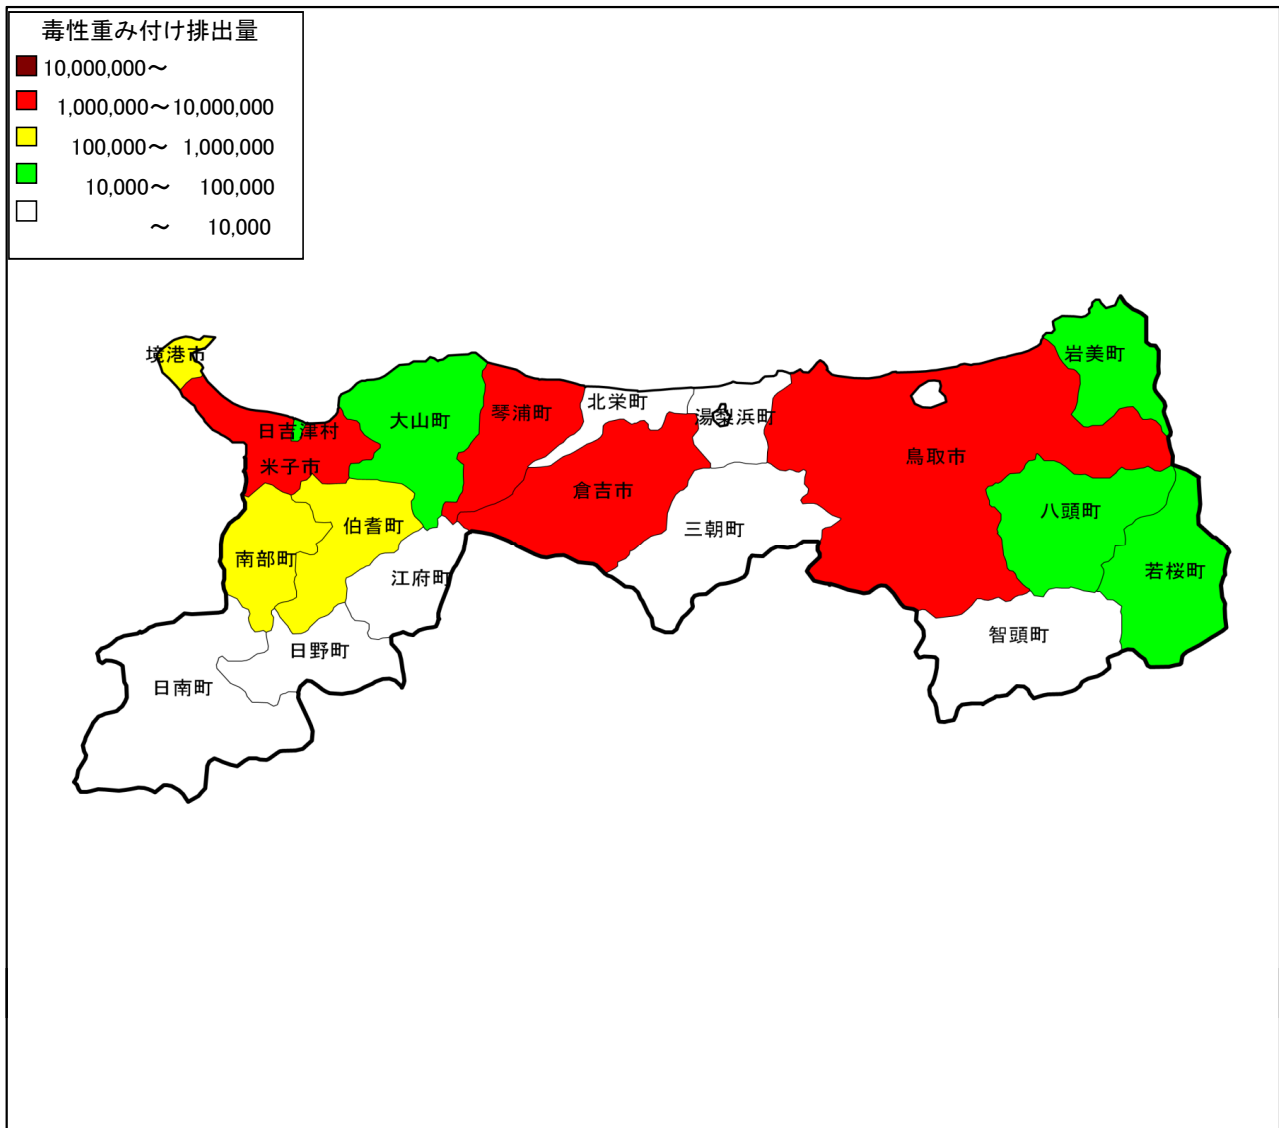 毒性重み付け排出量
10,000,000～
1,000,000～10,000,000
100,000～ 1,000,000
10,000～ 100,000
～ 10,000
境港市
岩美町
大山町
琴浦町
北栄町
湯梨浜町
日吉津村
米子市
鳥取市
倉吉市
八頭町
伯耆町
三朝町
南部町
江府町
若桜町
智頭町
日野町
日南町